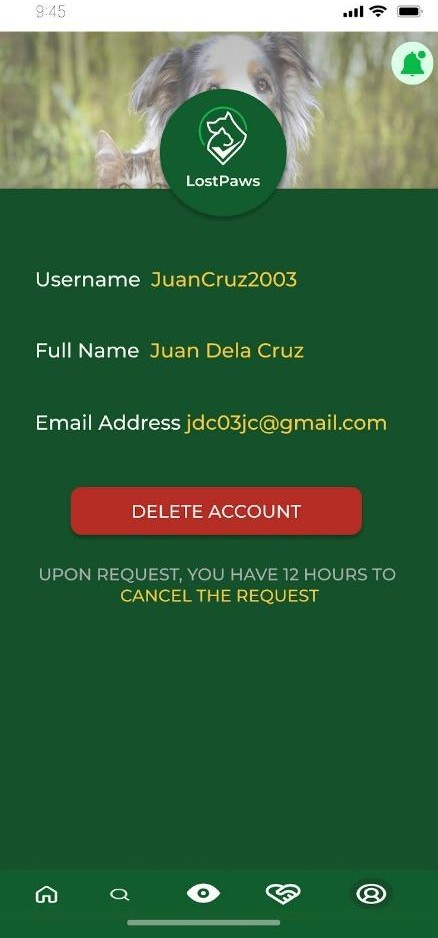 9:45
LostPaws
Username JuanCruz2003
Full Name Juan Dela Cruz
Email Address jdc03jc@gmail.com
DELETE ACCOUNT
UPON REQUEST, YOU HAVE 12 HOURS TO
CANCEL THE REQUEST